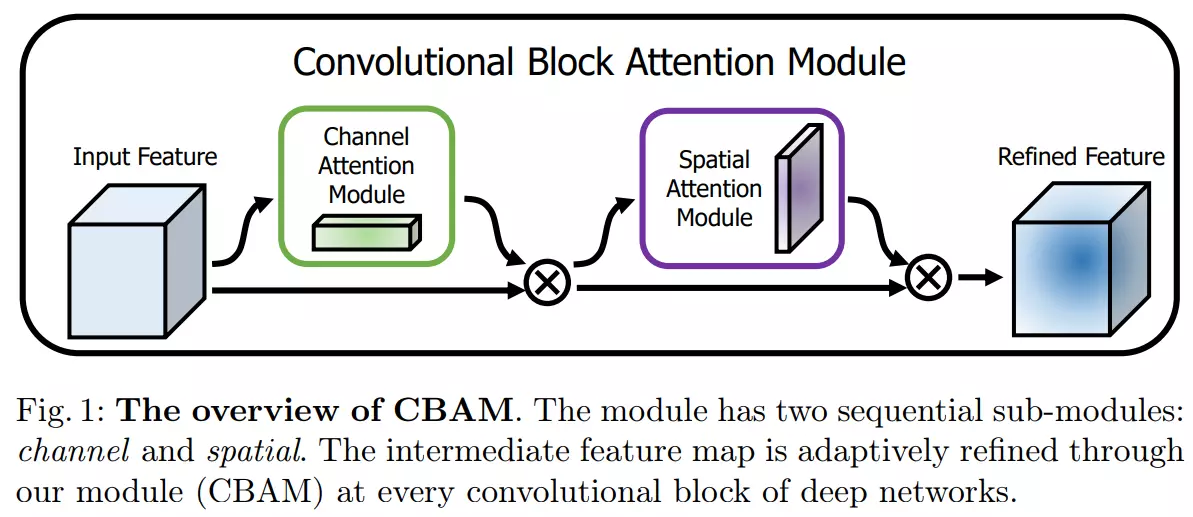 Convolutional Block Attention Module
Input Feature
Channel
Attention
Module
Spatial
Attention
Module
Refined Feature
Fig. 1: The overview of CBAM. The module has two sequential sub-modules:
channel and spatial. The intermediate feature map is adaptively refined through
our module (CBAM) at every convolutional block of deep networks.